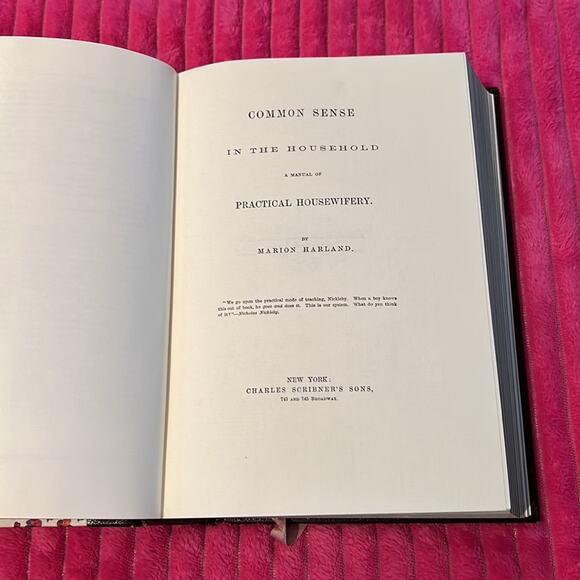 COMMON SENSE
IN THE HOUSEHOLD
A MANUAL OF
PRACTICAL HOUSEWIFERY.
BY
MARION HARLAND.
"We go upon the practical mode of teaching, Nickleby. When a boy knows
this out of book, he goes and does it. This is our system. What do you think
of it?"—Nicholas Nickleby.
NEW YORK:
CHARLES SCRIBNER'S SONS,
743 AND 745 BROADWAY.